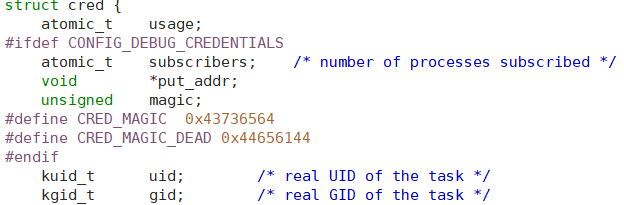 struct cred {
    atomic_t    usage;
#ifdef CONFIG_DEBUG_CREDENTIALS
    atomic_t    subscribers;    /* number of processes subscribed */
    void        *put_addr;
    unsigned    magic;
#define CRED_MAGIC  0x43736564
#define CRED_MAGIC_DEAD 0x44656144
#endif
    kuid_t      uid;        /* real UID of the task */
    kgid_t      gid;        /* real GID of the task */